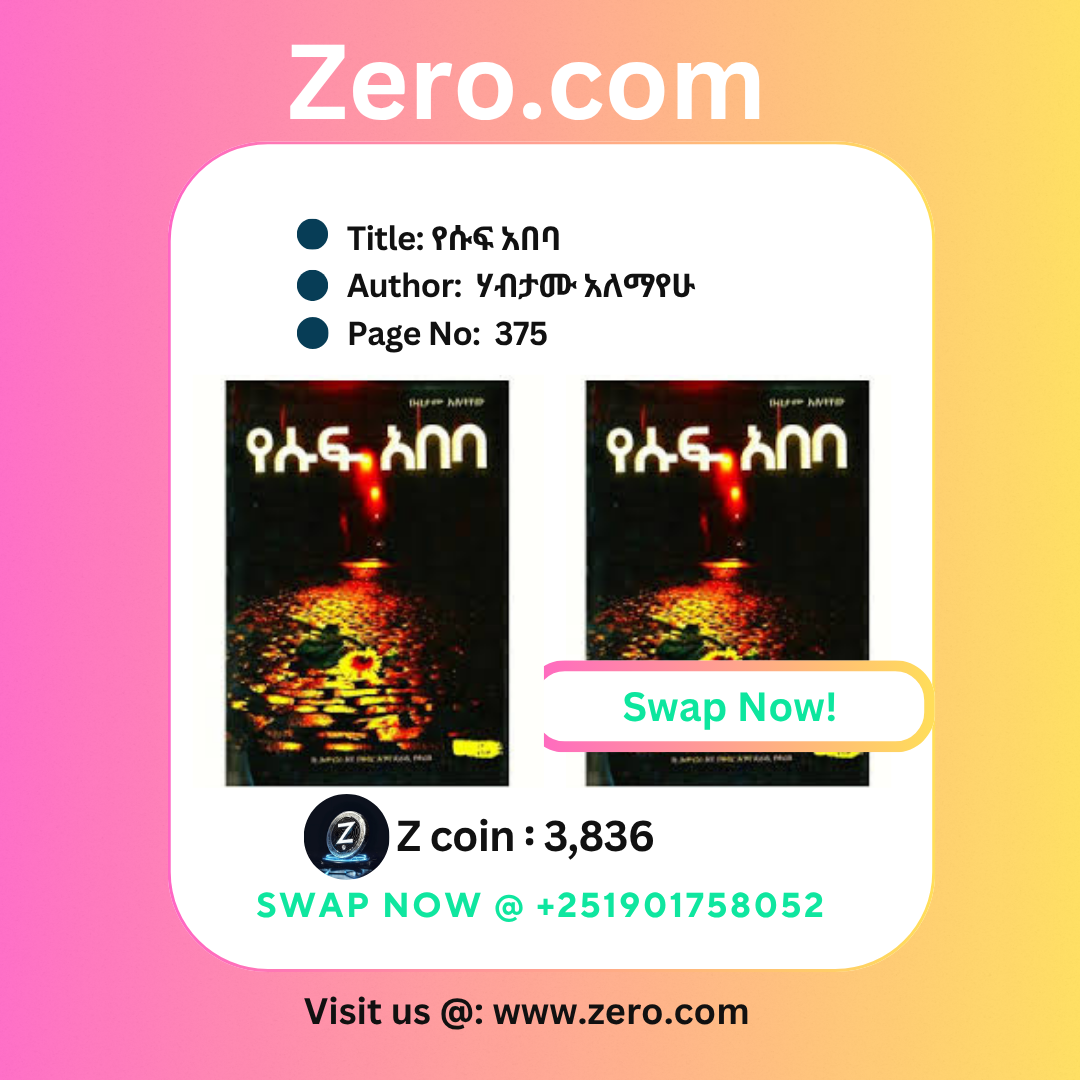 Zero.com
Title: የሱፍ አበባ
Author: ሃብታሙ አለማየሁ
Page No: 375
የሱፍ አበባ
የሱፍ አበባ
Swap Now!
Z
Z coin : 3,836
SWAP NOW @ +251901758052
Visit us @: www.zero.com